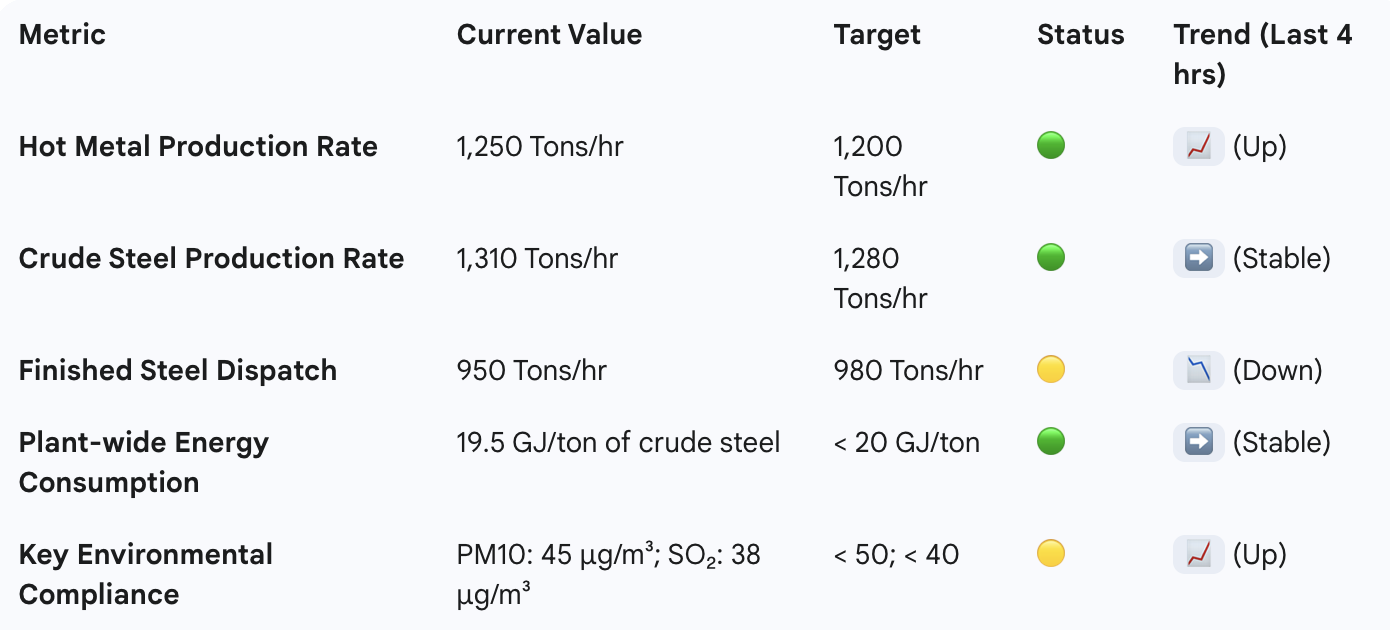 Metric Current Value Target Status Trend (Last 4
hrs)
Hot Metal Production Rate 1,250 Tons/hr 1,200 (Up)
Tons/hr
Crude Steel Production Rate 1,310 Tons/hr 1,280 (Stable)
Tons/hr
Finished Steel Dispatch 950 Tons/hr 980 Tons/hr (Down)
Plant-wide Energy 19.5 GJ/ton of crude steel < 20 GJ/ton (Stable)
Consumption
Key Environmental PM10: 45 µg/m³; SO₂: 38 < 50; < 40 (Up)
Compliance µg/m³